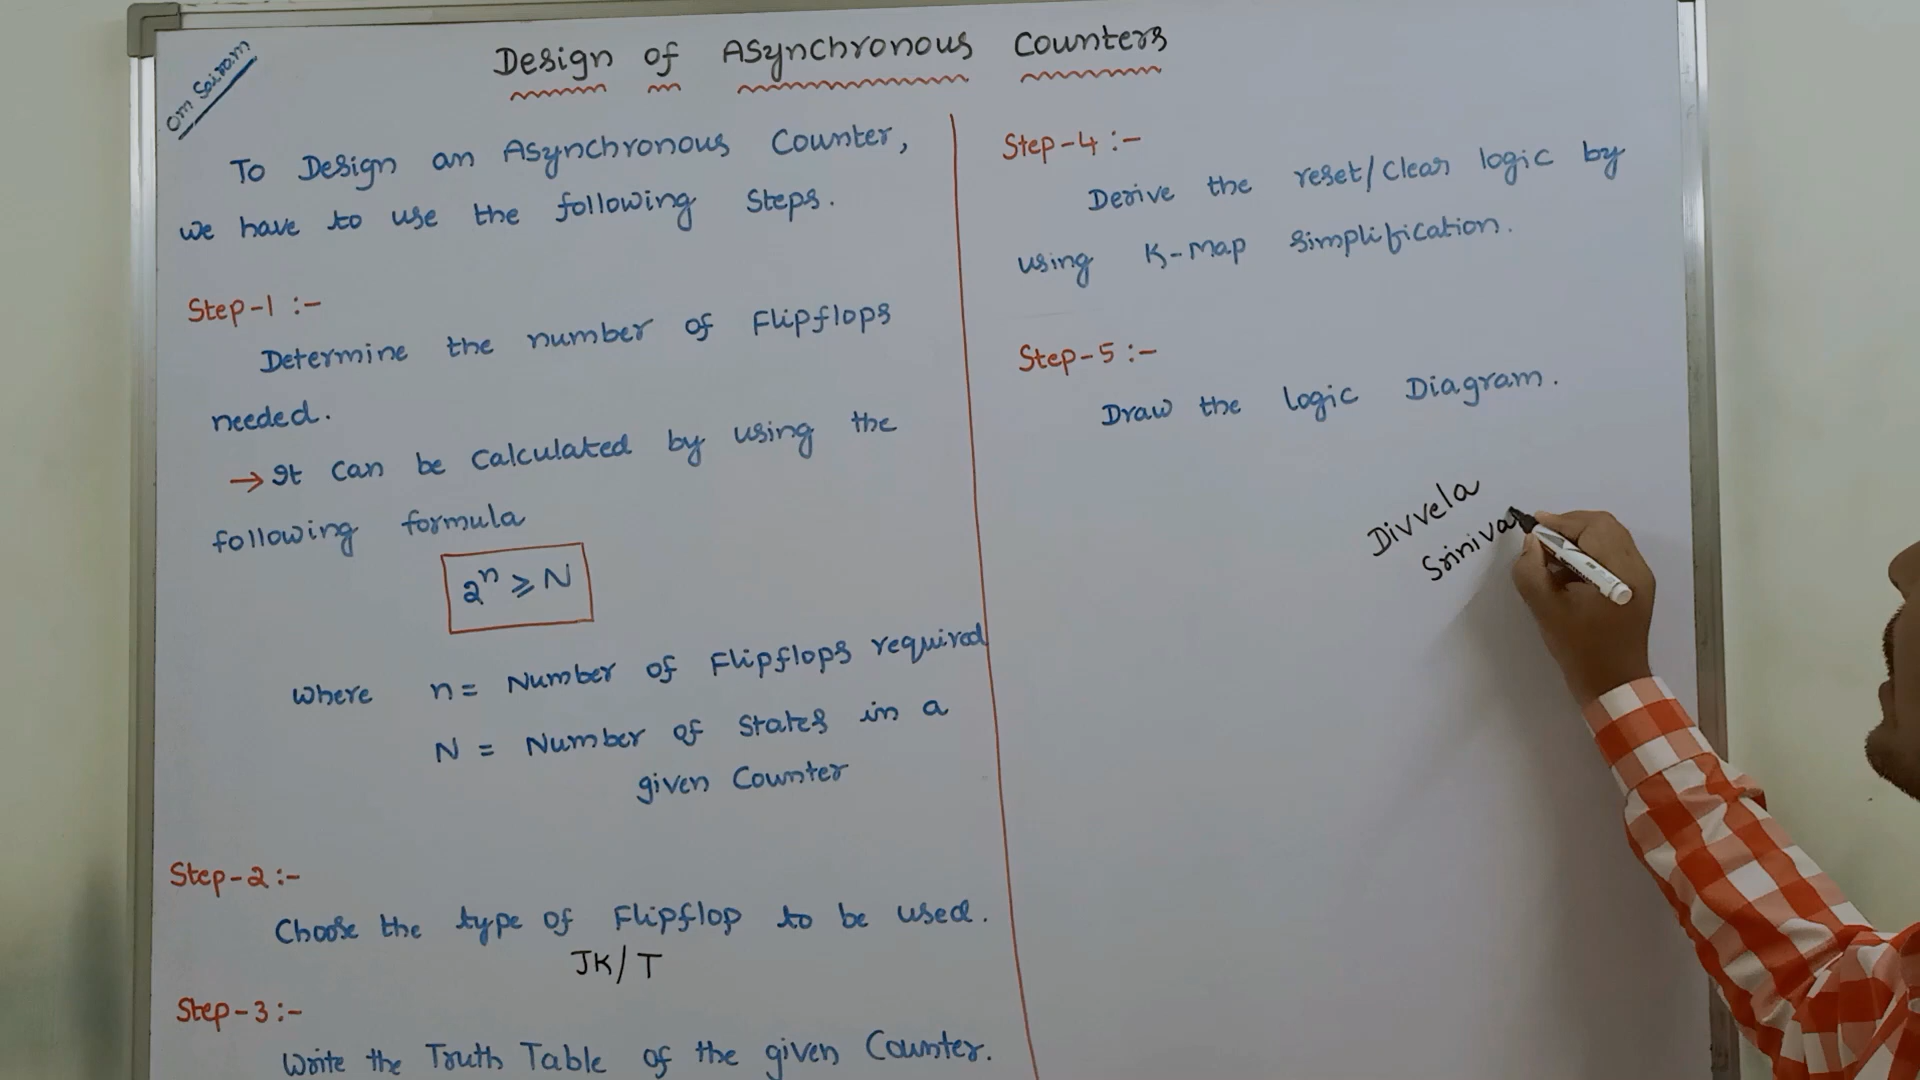 Om Sairam
Design of Asynchronous Counters
To Design an Asynchronous Counter,
we have to use the following Steps.
Step-1 :-
Determine the number of Flipflops
needed.
→ It can be calculated by using the
following formula
2ⁿ ≥ N
where n = Number of Flipflops required
N = Number of States in a
given Counter
Step-2 :-
Choose the type of Flipflop to be used.
JK/T
Step-3 :-
Write the Truth Table of the given Counter.
Step-4 :-
Derive the reset/Clear logic by
using K-Map Simplification.
Step-5 :-
Draw the logic Diagram.
Divvela
Sriniva